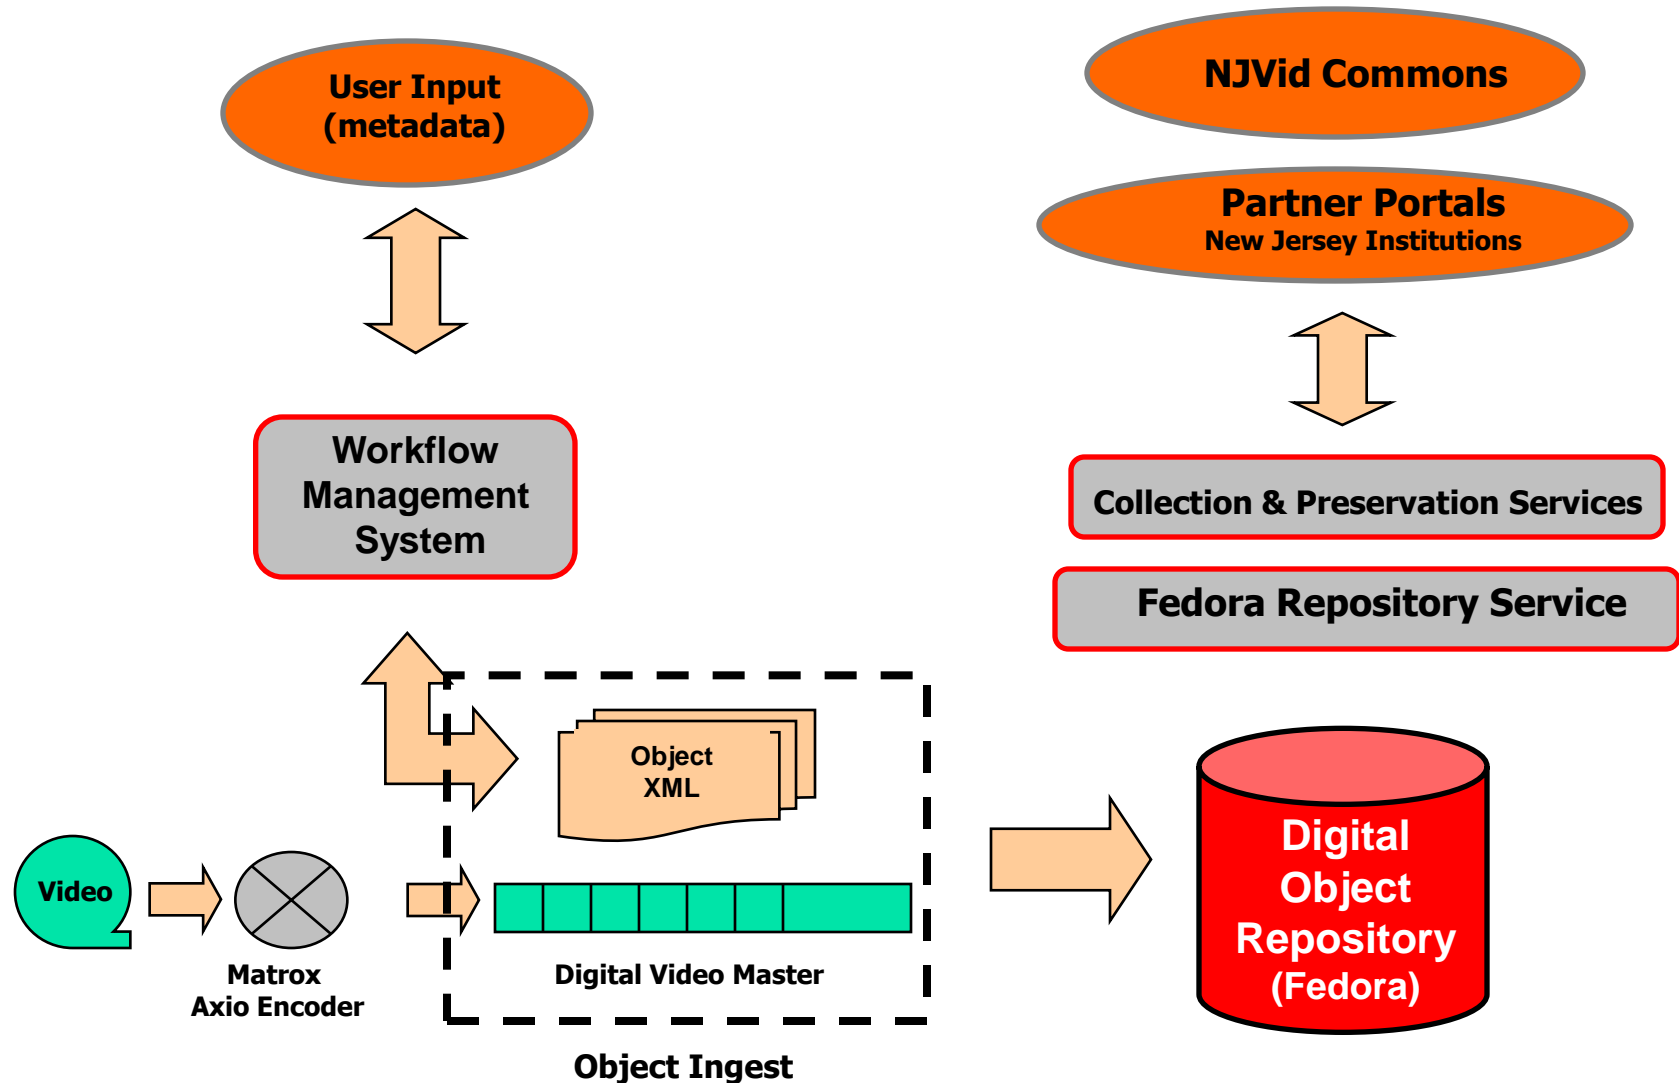 User Input
(metadata)
NJVid Commons
Partner Portals
New Jersey Institutions
Workflow
Management
System
Collection & Preservation Services
Fedora Repository Service
Object
XML
Video
Matrox
Axio Encoder
Digital Video Master
Object Ingest
Digital
Object
Repository
(Fedora)